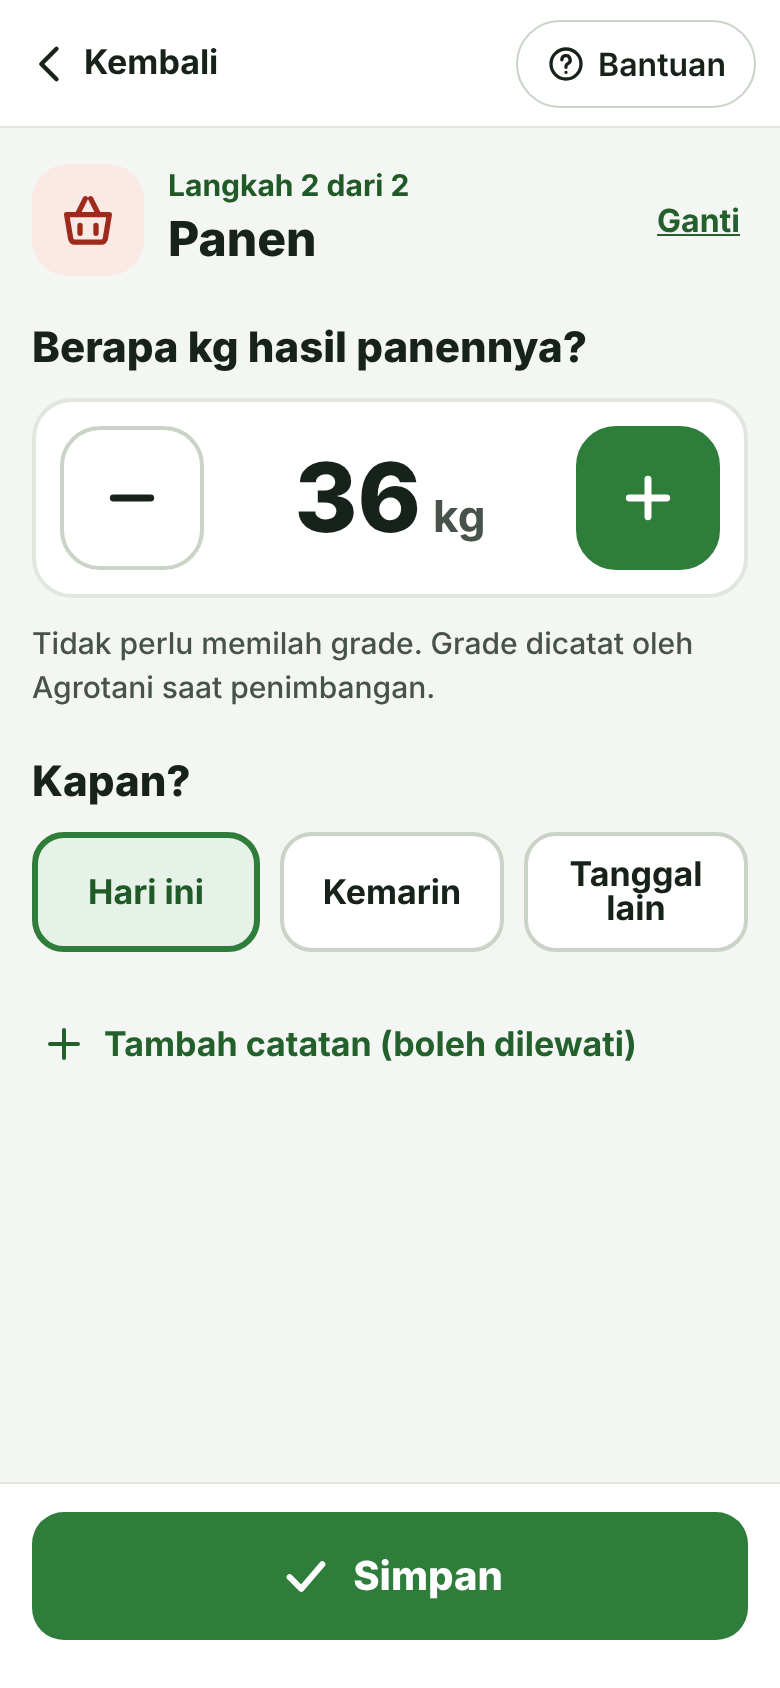 Kembali
Bantuan
Langkah 2 dari 2
Panen
Ganti
Berapa kg hasil panennya?
36 kg
Tidak perlu memilah grade. Grade dicatat oleh
Agrotani saat penimbangan.
Kapan?
Hari ini
Kemarin
Tanggal
lain
Tambah catatan (boleh dilewati)
Simpan